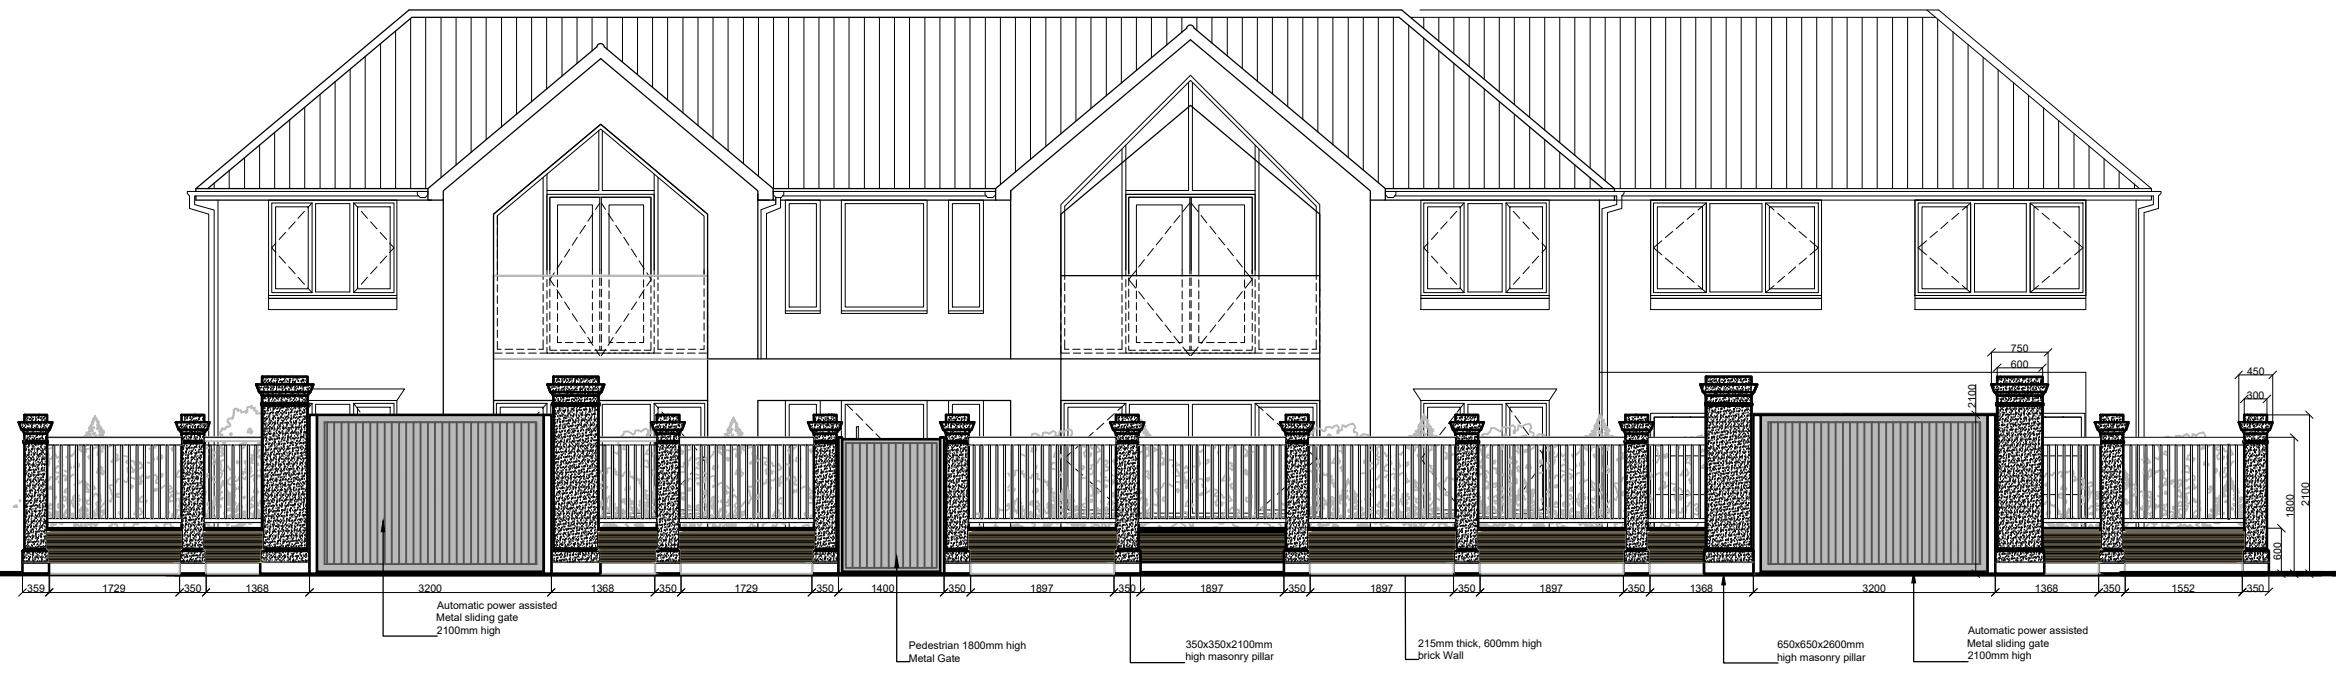 750
600
450
300
2100
1800
2100
600
359
1729
350
1368
3200
1368
350
1729
350
1400
350
1897
350
1897
350
1897
350
1897
350
1368
3200
1368
350
1552
350
Automatic power assisted
Metal sliding gate
2100mm high
Pedestrian 1800mm high
Metal Gate
350x350x2100mm
high masonry pillar
215mm thick, 600mm high
brick Wall
650x650x2600mm
high masonry pillar
Automatic power assisted
Metal sliding gate
2100mm high